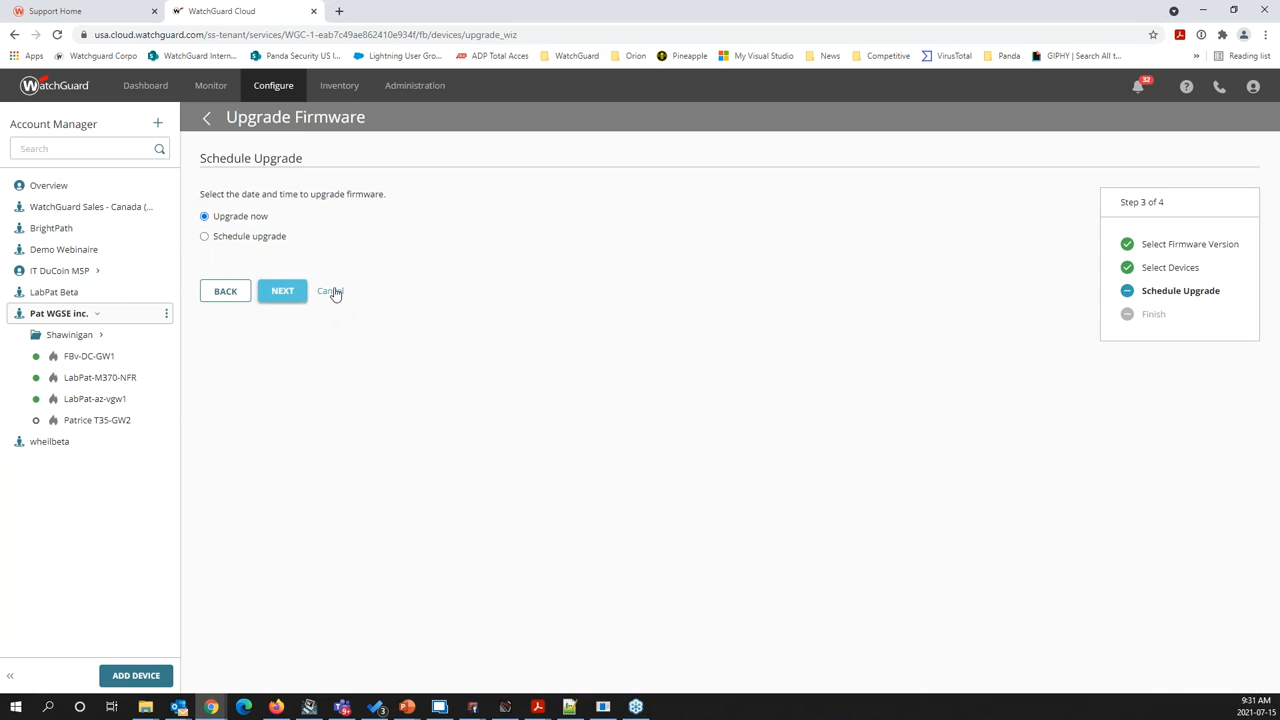 Support Home
WatchGuard Cloud
usa.cloud.watchguard.com/ss-tenant/services/WGC-1-eab7c49ae862410e934f/fb/devices/upgrade_wiz
Apps
Watchguard Corpo
WatchGuard Intern...
Panda Security US I...
Lightning User Gro...
ADP Total Acces
WatchGuard
Orion
Pineapple
My Visual Studio
News
Competitive
VirusTotal
Panda
GIPHY | Search All t...
»
Reading list
WatchGuard
Dashboard
Monitor
Configure
Inventory
Administration
32
Account Manager
Upgrade Firmware
Search
Schedule Upgrade
Overview
WatchGuard Sales - Canada (...
BrightPath
Demo Webinaire
IT DuCoin MSP
LabPat Beta
Pat WGSE inc.
Shawinigan
FBv-DC-GW1
LabPat-M370-NFR
LabPat-az-vgw1
Patrice T35-GW2
wheilbeta
Select the date and time to upgrade firmware.
Upgrade now
Schedule upgrade
BACK
NEXT
Cancel
Step 3 of 4
Select Firmware Version
Select Devices
Schedule Upgrade
Finish
«
ADD DEVICE
9+
3
9:31 AM
2021-07-15